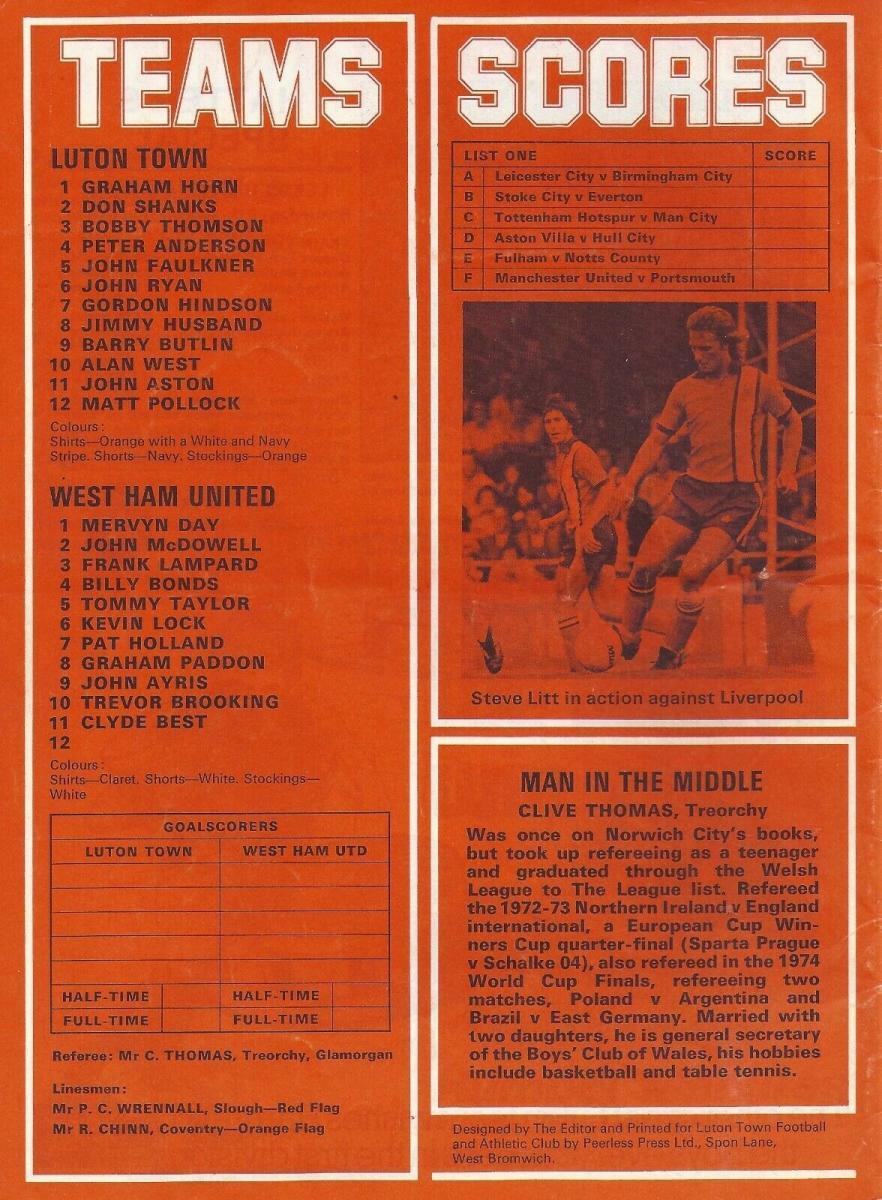 TEAMS
LUTON TOWN
1 GRAHAM HORN
2 DON SHANKS
3 BOBBY THOMSON
4 PETER ANDERSON
5 JOHN FAULKNER
6 JOHN RYAN
7 GORDON HINDSON
8 JIMMY HUSBAND
9 BARRY BUTLIN
10 ALAN WEST
11 JOHN ASTON
12 MATT POLLOCK
Colours:
Shirts—Orange with a White and Navy
Stripe. Shorts—Navy. Stockings—Orange
WEST HAM UNITED
1 MERVYN DAY
2 JOHN McDOWELL
3 FRANK LAMPARD
4 BILLY BONDS
5 TOMMY TAYLOR
6 KEVIN LOCK
7 PAT HOLLAND
8 GRAHAM PADDON
9 JOHN AYRIS
10 TREVOR BROOKING
11 CLYDE BEST
12
Colours:
Shirts—Claret. Shorts—White. Stockings—
White
GOALSCORERS
LUTON TOWN WEST HAM UTD
HALF-TIME HALF-TIME
FULL-TIME FULL-TIME
Referee: Mr C. THOMAS, Treorchy, Glamorgan
Linesmen:
Mr P. C. WRENNALL, Slough—Red Flag
Mr R. CHINN, Coventry—Orange Flag
SCORES
LIST ONE SCORE
A Leicester City v Birmingham City
B Stoke City v Everton
C Tottenham Hotspur v Man City
D Aston Villa v Hull City
E Fulham v Notts County
F Manchester United v Portsmouth
Steve Litt in action against Liverpool
MAN IN THE MIDDLE
CLIVE THOMAS, Treorchy
Was once on Norwich City's books,
but took up refereeing as a teenager
and graduated through the Welsh
League to The League list. Refereed
the 1972-73 Northern Ireland v England
international, a European Cup Win-
ners Cup quarter-final (Sparta Prague
v Schalke 04), also refereed in the 1974
World Cup Finals, refereeing two
matches, Poland v Argentina and
Brazil v East Germany. Married with
two daughters, he is general secretary
of the Boys' Club of Wales, his hobbies
include basketball and table tennis.
Designed by The Editor and Printed for Luton Town Football
and Athletic Club by Peerless Press Ltd., Spon Lane,
West Bromwich.